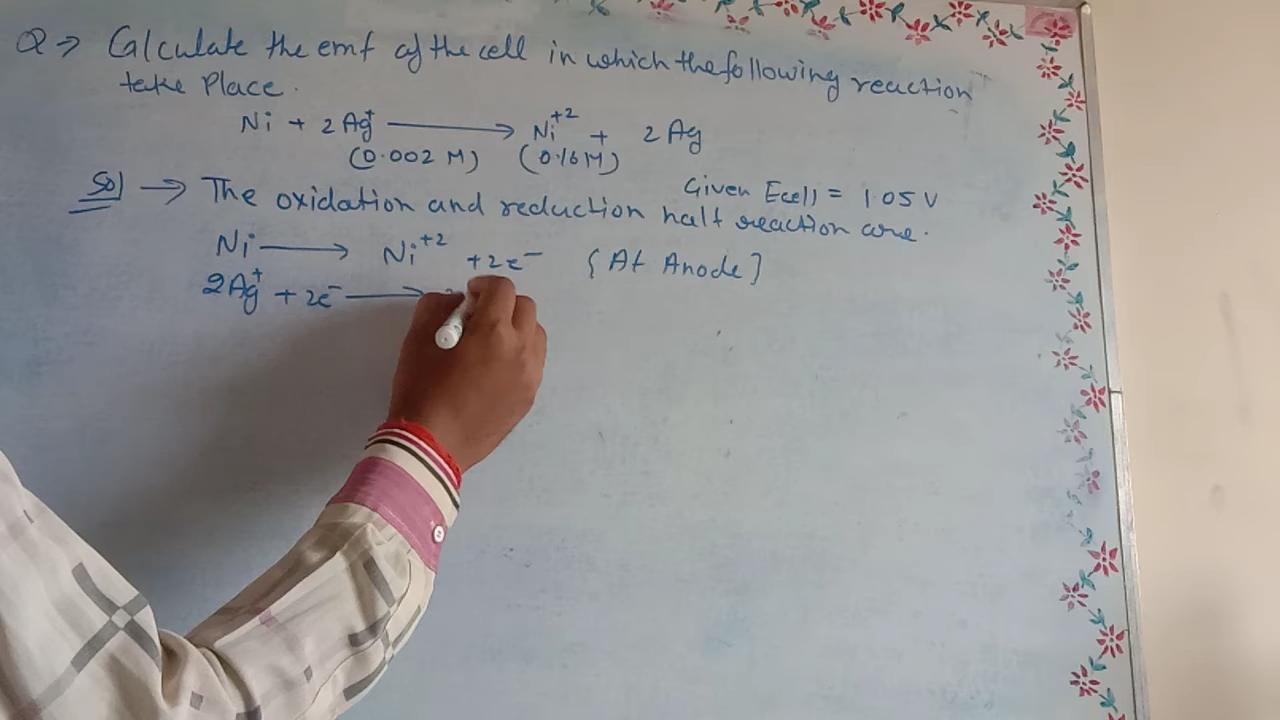 Q → Calculate the emf of the cell in which the following reaction
take Place.
Ni + 2Ag⁺ ⟶ Ni⁺² + 2Ag
(0.002 M) (0.16M)
Given Ecell = 1.05 V
Sol → The oxidation and reduction half reaction are.
Ni ⟶ Ni⁺² + 2e⁻ {At Anode}
2Ag⁺ + 2e⁻ ⟶